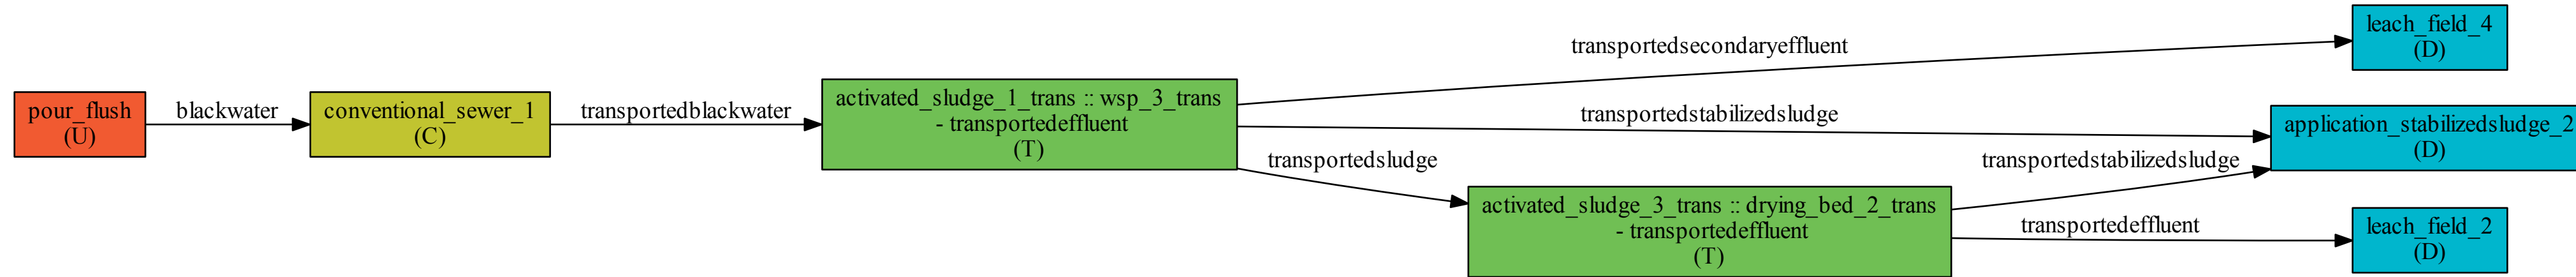 pour_flush
(U)
blackwater
conventional_sewer_1
(C)
transportedblackwater
activated_sludge_1_trans :: wsp_3_trans
- transportedeffluent
(T)
transportedsecondaryeffluent
transportedstabilizedsludge
transportedsludge
activated_sludge_3_trans :: drying_bed_2_trans
- transportedeffluent
(T)
transportedstabilizedsludge
transportedeffluent
leach_field_4
(D)
application_stabilizedsludge_2
(D)
leach_field_2
(D)